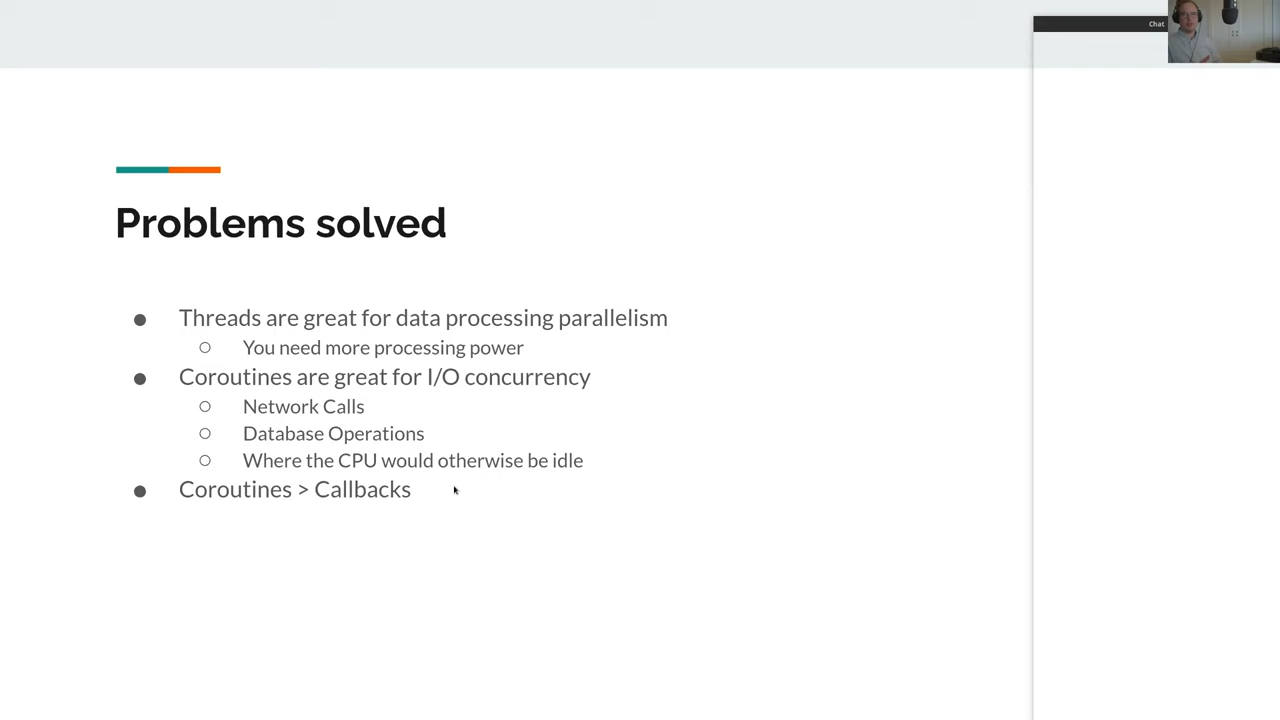 Chat
Problems solved
● Threads are great for data processing parallelism
○ You need more processing power
● Coroutines are great for I/O concurrency
○ Network Calls
○ Database Operations
○ Where the CPU would otherwise be idle
● Coroutines > Callbacks